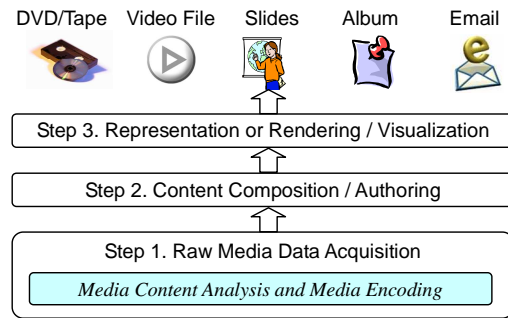 DVD/Tape Video File Slides Album Email
Step 3. Representation or Rendering / Visualization
Step 2. Content Composition / Authoring
Step 1. Raw Media Data Acquisition
Media Content Analysis and Media Encoding